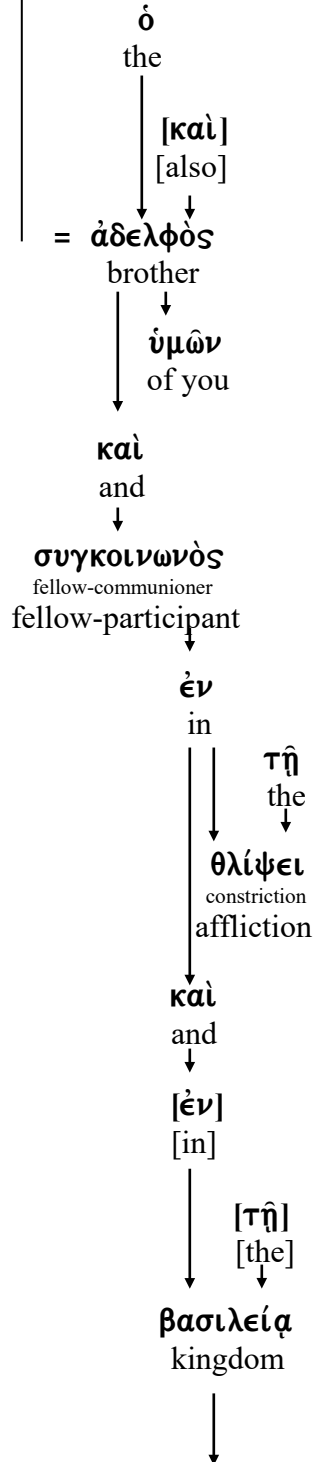 ὁ
the
[καὶ]
[also]
= ἀδελφὸς
brother
ὑμῶν
of you
καὶ
and
συγκοινωνὸς
fellow-communioner
fellow-participant
ἐν
in
τῇ
the
θλίψει
constriction
affliction
καὶ
and
[ἐν]
[in]
[τῇ]
[the]
βασιλείᾳ
kingdom